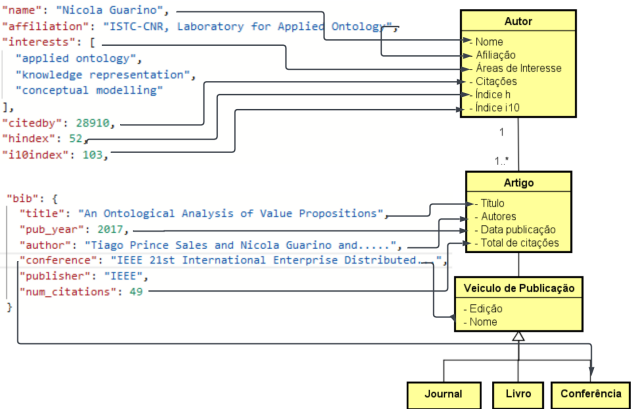 "name": "Nicola Guarino",
"affiliation": "ISTC-CNR, Laboratory for Applied Ontology",
"interests": [
"applied ontology",
"knowledge representation",
"conceptual modelling"
],
"citedby": 28910,
"hindex": 52,
"i10index": 103,
Autor
- Nome
- Afiliação
- Áreas de Interesse
- Citações
- Índice h
- Índice i10
1
1..*
"bib": {
"title": "An Ontological Analysis of Value Propositions",
"pub_year": 2017,
"author": "Tiago Prince Sales and Nicola Guarino and.....",
"conference": "IEEE 21st International Enterprise Distributed...",
"publisher": "IEEE",
"num_citations": 49
}
Artigo
- Título
- Autores
- Data publicação
- Total de citações
Veiculo de Publicação
- Edição
- Nome
Journal
Livro
Conferência